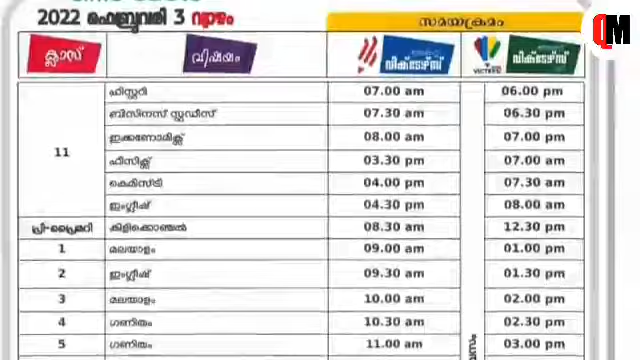 2022 ഫെബ്രുവരി 3 വ്യാഴം
സമയക്രമം
QM
ക്ലാസ് വിഷയം വിക്ടേഴ്സ് VICTERS വിക്ടേഴ്സ്
ഹിസ്റ്ററി 07.00 am 06.00 pm
ബിസിനസ് സ്റ്റഡീസ് 07.30 am 06.30 pm
ഇക്കണോമിക്സ് 08.00 am 07.00 pm
11 ഫിസിക്സ് 03.30 pm 07.00 am
കെമിസ്ട്രി 04.00 pm 07.30 am
ഇംഗ്ലീഷ് 04.30 pm 08.00 am
പ്രീ-പ്രൈമറി കിളിക്കൊഞ്ചൽ 08.30 am 12.30 pm
1 മലയാളം 09.00 am 01.00 pm
2 ഇംഗ്ലീഷ് 09.30 am 01.30 pm
3 മലയാളം 10.00 am 02.00 pm
4 ഗണിതം 10.30 am 02.30 pm
5 ഗണിതം 11.00 am 03.00 pm